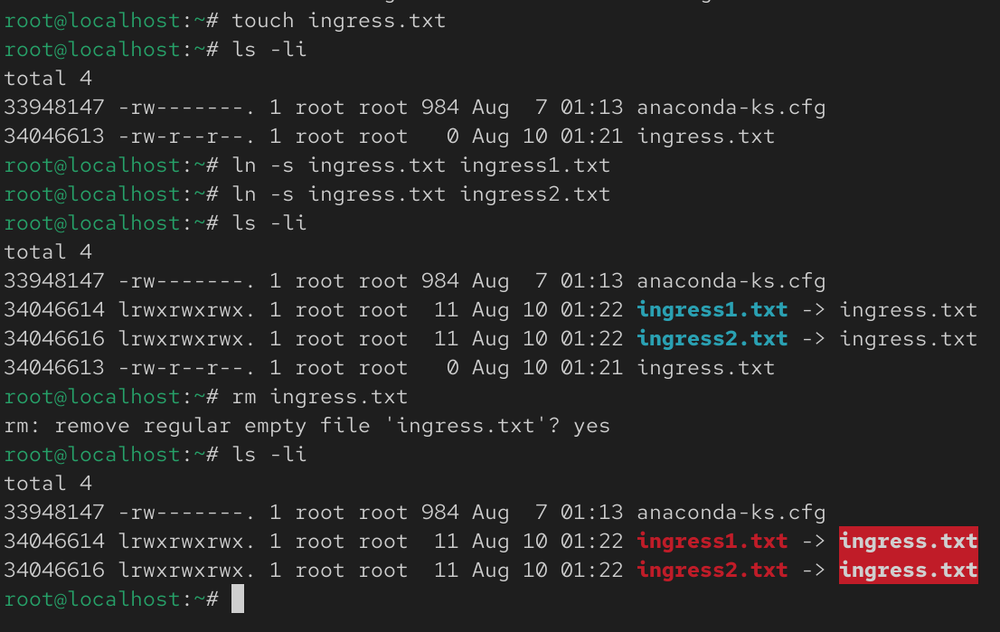 root@localhost:~# touch ingress.txt
root@localhost:~# ls -li
total 4
33948147 -rw-------. 1 root root 984 Aug  7 01:13 anaconda-ks.cfg
34046613 -rw-r--r--. 1 root root   0 Aug 10 01:21 ingress.txt
root@localhost:~# ln -s ingress.txt ingress1.txt
root@localhost:~# ln -s ingress.txt ingress2.txt
root@localhost:~# ls -li
total 4
33948147 -rw-------. 1 root root 984 Aug  7 01:13 anaconda-ks.cfg
34046614 lrwxrwxrwx. 1 root root  11 Aug 10 01:22 ingress1.txt -> ingress.txt
34046616 lrwxrwxrwx. 1 root root  11 Aug 10 01:22 ingress2.txt -> ingress.txt
34046613 -rw-r--r--. 1 root root   0 Aug 10 01:21 ingress.txt
root@localhost:~# rm ingress.txt
rm: remove regular empty file 'ingress.txt'? yes
root@localhost:~# ls -li
total 4
33948147 -rw-------. 1 root root 984 Aug  7 01:13 anaconda-ks.cfg
34046614 lrwxrwxrwx. 1 root root  11 Aug 10 01:22 ingress1.txt -> ingress.txt
34046616 lrwxrwxrwx. 1 root root  11 Aug 10 01:22 ingress2.txt -> ingress.txt
root@localhost:~#